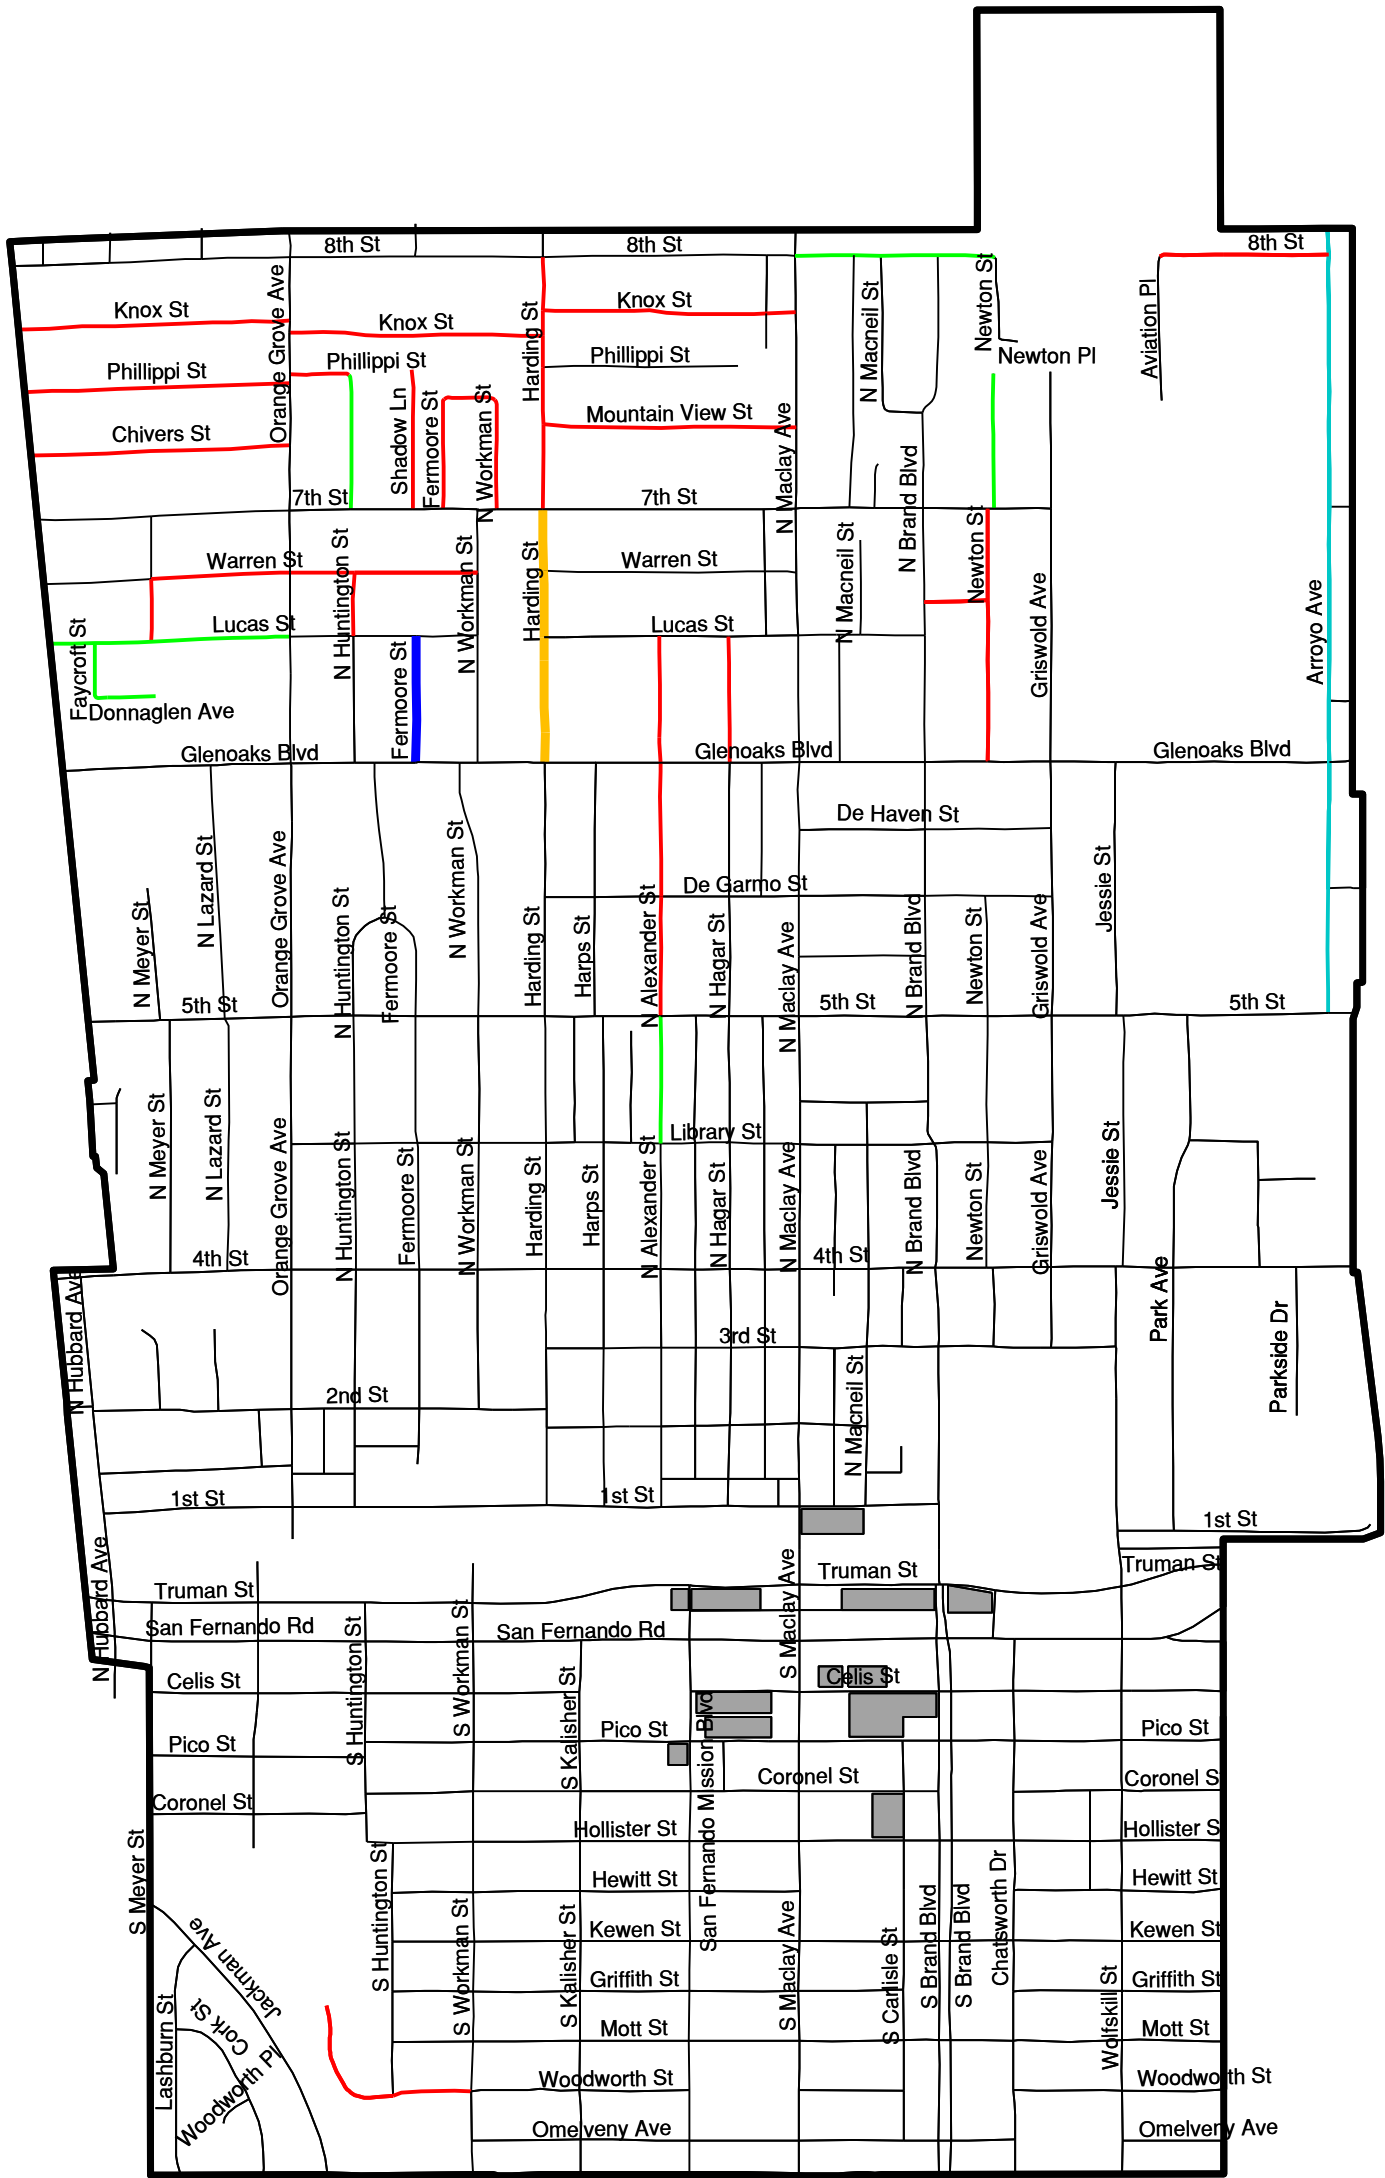 8th St
8th St
8th St
Knox St
Knox St
Knox St
Orange Grove Ave
Harding St
N Macneil St
Newton St
Newton Pl
Aviation Pl
Phillippi St
Phillippi St
Phillippi St
Shadow Ln
Fermoore St
N Workman St
Mountain View St
N Maclay Ave
Chivers St
N Brand Blvd
7th St
7th St
Warren St
Warren St
N Huntington St
N Workman St
Harding St
N Macneil St
Newton St
Griswold Ave
Arroyo Ave
Lucas St
Lucas St
Faycroft St
Donnaglen Ave
Fermoore St
Glenoaks Blvd
Glenoaks Blvd
Glenoaks Blvd
De Haven St
N Lazard St
Orange Grove Ave
N Workman St
Jessie St
De Garmo St
N Meyer St
N Huntington St
Fermoore St
Harding St
Harps St
N Alexander St
N Hagar St
N Maclay Ave
N Brand Blvd
Newton St
Griswold Ave
5th St
5th St
5th St
N Meyer St
N Lazard St
Orange Grove Ave
N Huntington St
Fermoore St
N Workman St
Harding St
Harps St
N Alexander St
Library St
N Hagar St
N Maclay Ave
N Brand Blvd
Newton St
Griswold Ave
Jessie St
4th St
4th St
N Hubbard Ave
Park Ave
Parkside Dr
3rd St
2nd St
N Macneil St
1st St
1st St
1st St
N Hubbard Ave
Truman St
Truman St
Truman St
San Fernando Rd
San Fernando Rd
S Huntington St
S Workman St
S Maclay Ave
Celis St
Celis St
S Kalisher St
Pico St
Pico St
Pico St
San Fernando Mission Blvd
Coronel St
Coronel St
Coronel S
Hollister St
Hollister S
S Meyer St
S Huntington St
Hewitt St
Hewitt St
S Workman St
S Kalisher St
Kewen St
Kewen St
S Maclay Ave
S Carlisle St
S Brand Blvd
S Brand Blvd
Chatsworth Dr
Jackman Ave
Griffith St
Griffith St
Lashburn St
Cork St
Mott St
Mott St
Wolfskill St
Woodworth Pl
Woodworth St
Woodworth St
Omelveny Ave
Omelveny Ave